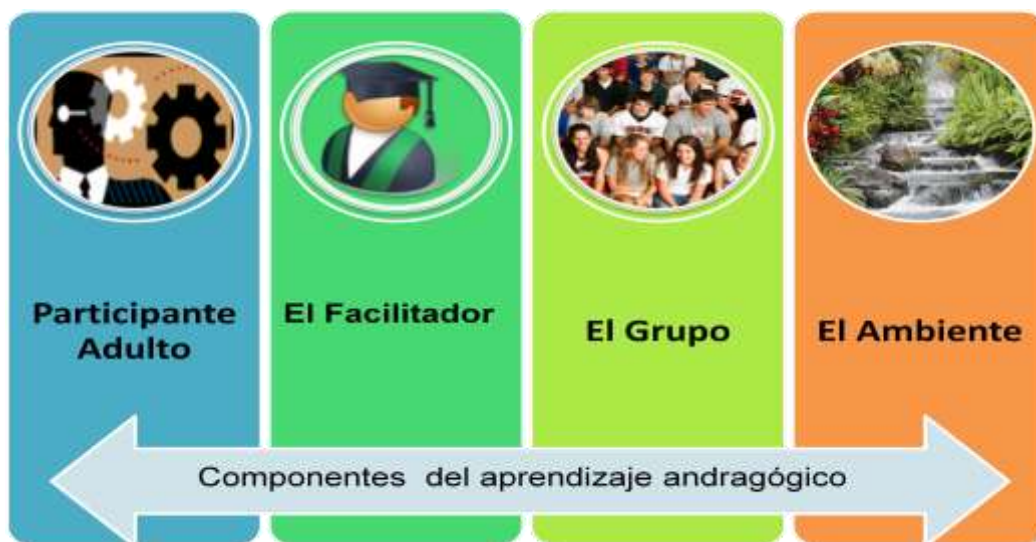 Participante
Adulto
El Facilitador
El Grupo
El Ambiente
Componentes del aprendizaje andragógico